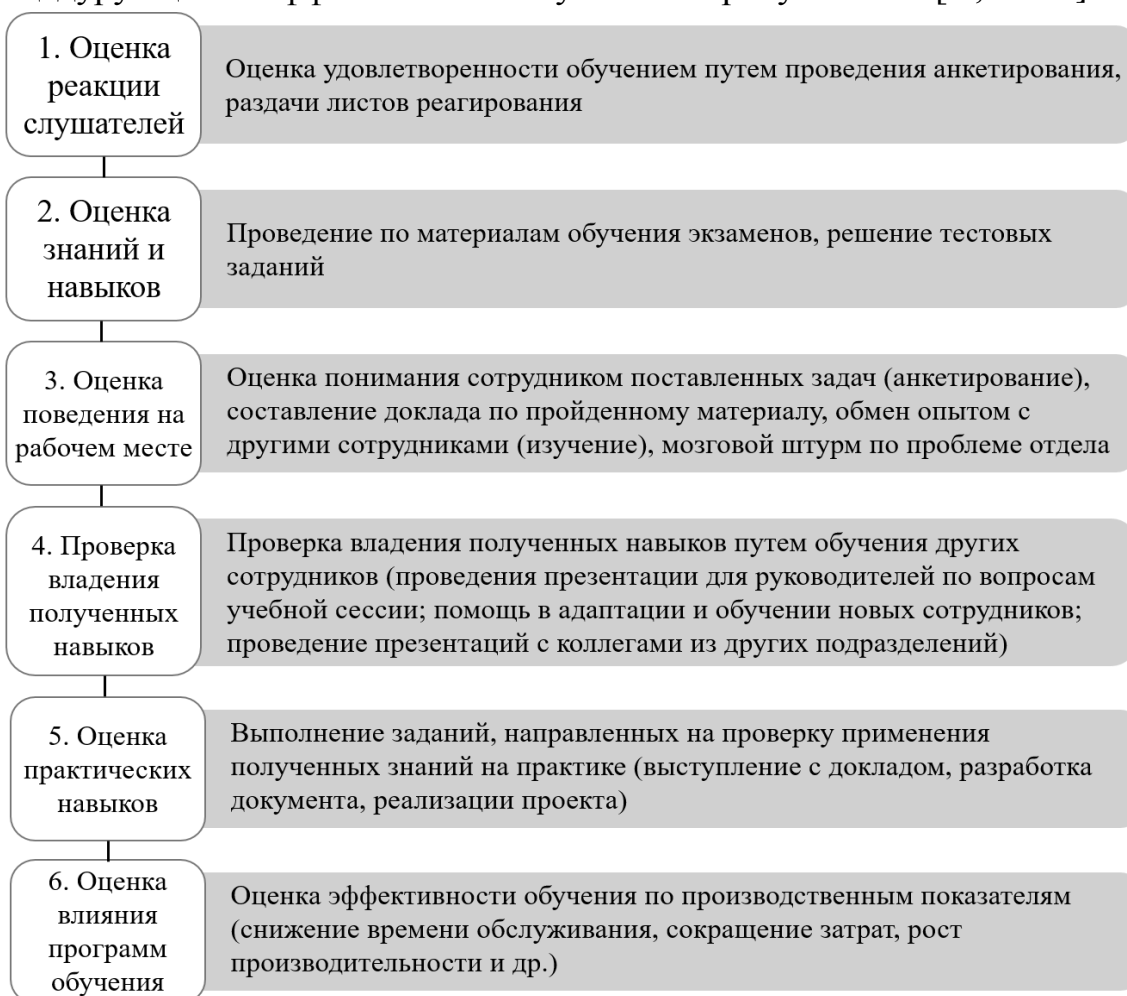 1. Оценка
реакции
слушателей
Оценка удовлетворенности обучением путем проведения анкетирования,
раздачи листов реагирования
2. Оценка
знаний и
навыков
Проведение по материалам обучения экзаменов, решение тестовых
заданий
3. Оценка
поведения на
рабочем месте
Оценка понимания сотрудником поставленных задач (анкетирование),
составление доклада по пройденному материалу, обмен опытом с
другими сотрудниками (изучение), мозговой штурм по проблеме отдела
4. Проверка
владения
полученных
навыков
Проверка владения полученных навыков путем обучения других
сотрудников (проведения презентации для руководителей по вопросам
учебной сессии; помощь в адаптации и обучении новых сотрудников;
проведение презентаций с коллегами из других подразделений)
5. Оценка
практических
навыков
Выполнение заданий, направленных на проверку применения
полученных знаний на практике (выступление с докладом, разработка
документа, реализации проекта)
6. Оценка
влияния
программ
обучения
Оценка эффективности обучения по производственным показателям
(снижение времени обслуживания, сокращение затрат, рост
производительности и др.)